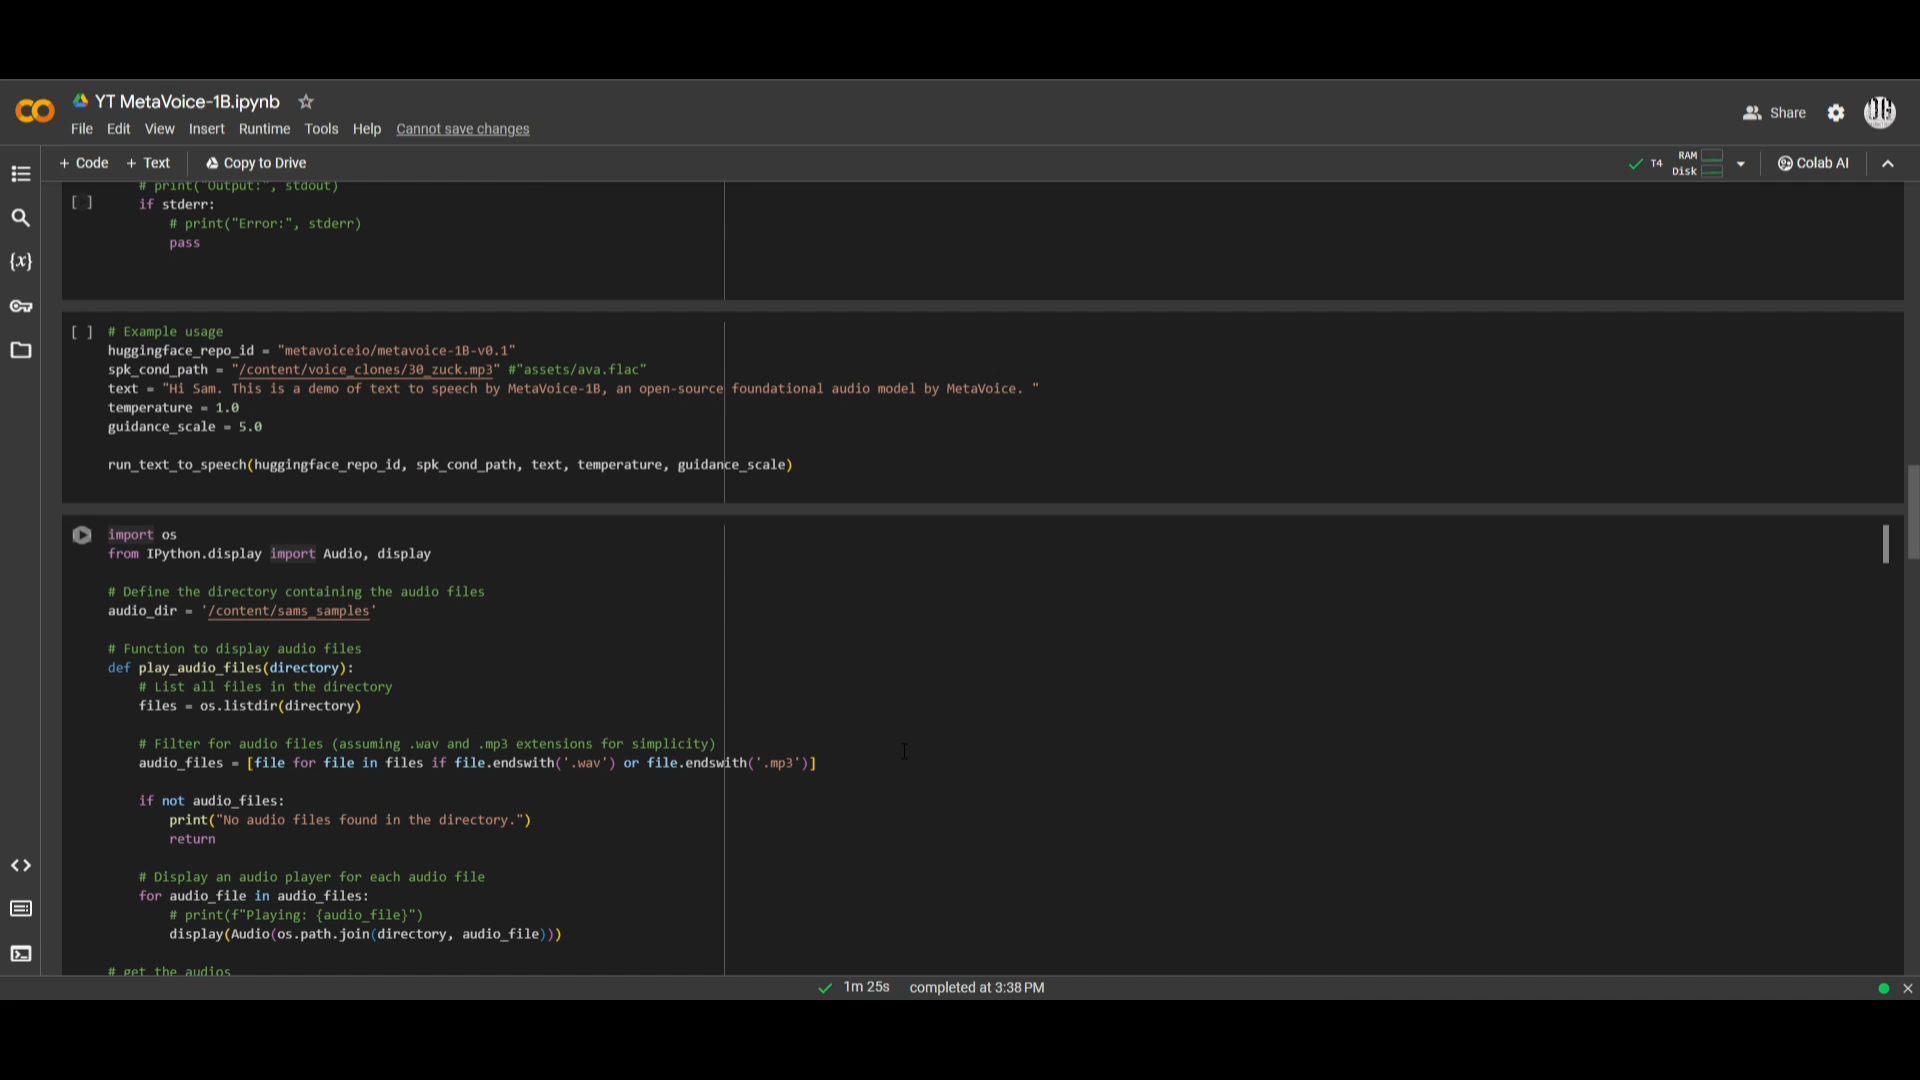 YT MetaVoice-1B.ipynb
File Edit View Insert Runtime Tools Help Cannot save changes
Share
+ Code + Text Copy to Drive
T4 RAM Disk Colab AI
# print("Output:", stdout)
[ ] if stderr:
# print("Error:", stderr)
pass
[ ] # Example usage
huggingface_repo_id = "metavoiceio/metavoice-1B-v0.1"
spk_cond_path = "/content/voice_clones/30_zuck.mp3" #"assets/ava.flac"
text = "Hi Sam. This is a demo of text to speech by MetaVoice-1B, an open-source foundational audio model by MetaVoice. "
temperature = 1.0
guidance_scale = 5.0
run_text_to_speech(huggingface_repo_id, spk_cond_path, text, temperature, guidance_scale)
import os
from IPython.display import Audio, display
# Define the directory containing the audio files
audio_dir = '/content/sams_samples'
# Function to display audio files
def play_audio_files(directory):
# List all files in the directory
files = os.listdir(directory)
# Filter for audio files (assuming .wav and .mp3 extensions for simplicity)
audio_files = [file for file in files if file.endswith('.wav') or file.endswith('.mp3')]
if not audio_files:
print("No audio files found in the directory.")
return
# Display an audio player for each audio file
for audio_file in audio_files:
# print(f"Playing: {audio_file}")
display(Audio(os.path.join(directory, audio_file)))
# get the audios
1m 25s completed at 3:38 PM